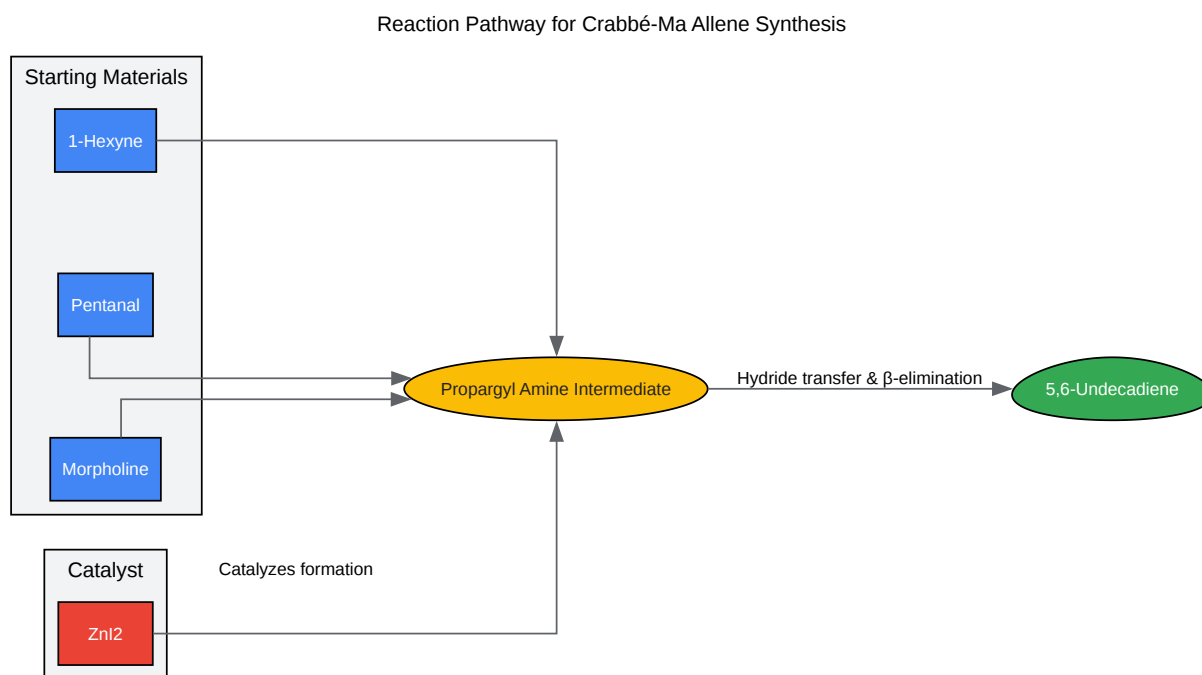 Reaction Pathway for Crabbé-Ma Allene Synthesis
Starting Materials
1-Hexyne
Pentanal
Morpholine
Propargyl Amine Intermediate
Hydride transfer & β-elimination
5,6-Undecadiene
Catalyst
Catalyzes formation
ZnI2